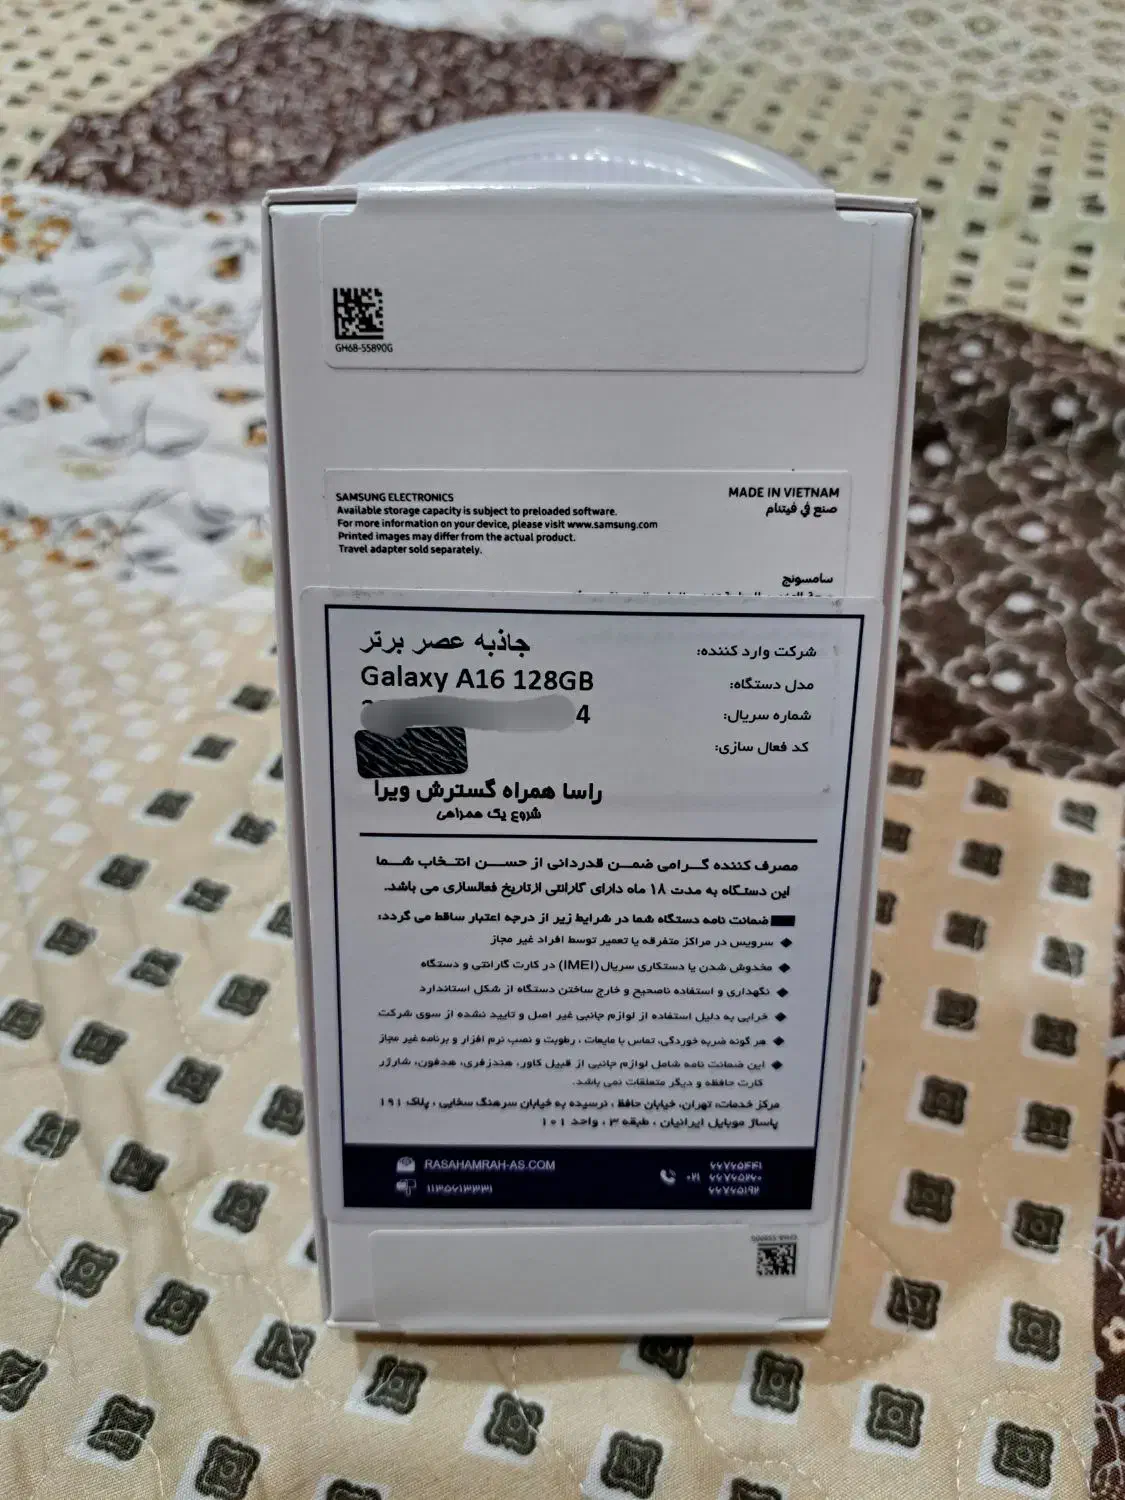 GH68-55890G
SAMSUNG ELECTRONICS
Available storage capacity is subject to preloaded software.
For more information on your device, please visit www.samsung.com
Printed images may differ from the actual product.
Travel adapter sold separately.
MADE IN VIETNAM
صنع في فيتنام
سامسونج
شرکت وارد کننده: جاذبه عصر برتر
مدل دستگاه: Galaxy A16 128GB
شماره سریال: 4
کد فعال سازی:
راسا همراه گسترش ویرا
شروع یک همراهی
مصرف کننده گرامی ضمن قدردانی از حسن انتخاب شما
این دستگاه به مدت ۱۸ ماه دارای گارانتی ازتاریخ فعالسازی می باشد.
ضمانت نامه دستگاه شما در شرایط زیر از درجه اعتبار ساقط می گردد:
◆ سرویس در مراکز متفرقه یا تعمیر توسط افراد غیر مجاز
◆ مخدوش شدن یا دستکاری سریال (IMEI) در کارت گارانتی و دستگاه
◆ نگهداری و استفاده ناصحیح و خارج ساختن دستگاه از شکل استاندارد
◆ خرابی به دلیل استفاده از لوازم جانبی غیر اصل و تایید نشده از سوی شرکت
◆ هر گونه ضربه خوردگی، تماس با مایعات ، رطوبت و نصب نرم افزار و برنامه غیر مجاز
◆ این ضمانت نامه شامل لوازم جانبی از قبیل کاور، هندزفری، هدفون، شارژر
کارت حافظه و دیگر متعلقات نمی باشد.
مرکز خدمات: تهران، خیابان حافظ ، نرسیده به خیابان سرهنگ سخایی ، پلاک ۱۹۱
پاساژ موبایل ایرانیان ، طبقه ۳ ، واحد ۱۰۱
RASAHAMRAH-AS.COM
۱۱۳۵۶۱۳۳۳۱
۶۶۷۶۵۴۴۱
۰۲۱ ۶۶۷۶۵۲۶۰
۶۶۷۶۵۱۹۲
GH68-55890G